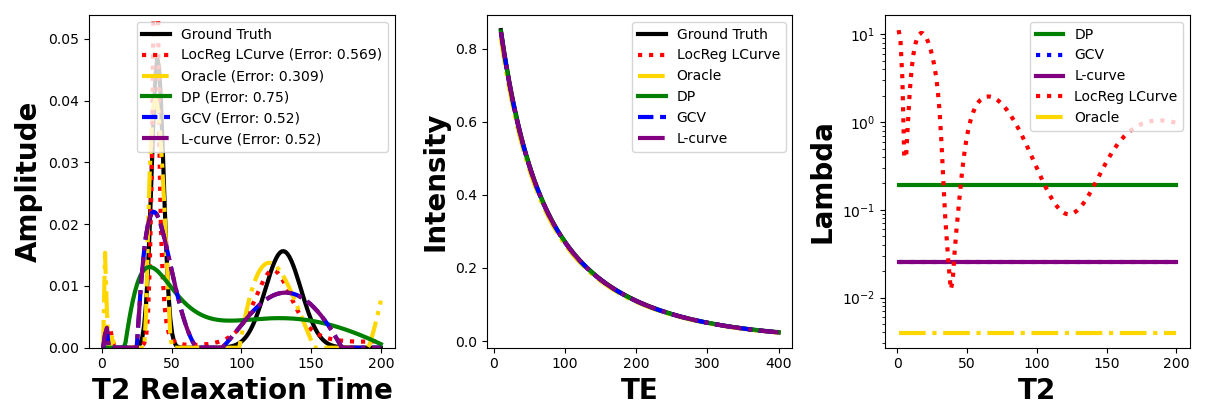 Amplitude
0.05
0.04
0.03
0.02
0.01
0.00
Ground Truth
LocReg LCurve (Error: 0.569)
Oracle (Error: 0.309)
DP (Error: 0.75)
GCV (Error: 0.52)
L-curve (Error: 0.52)
0 50 100 150 200
T2 Relaxation Time
Intensity
0.8
0.6
0.4
0.2
0.0
Ground Truth
LocReg LCurve
Oracle
DP
GCV
L-curve
0 100 200 300 400
TE
Lambda
10¹
10⁰
10⁻¹
10⁻²
DP
GCV
L-curve
LocReg LCurve
Oracle
0 50 100 150 200
T2